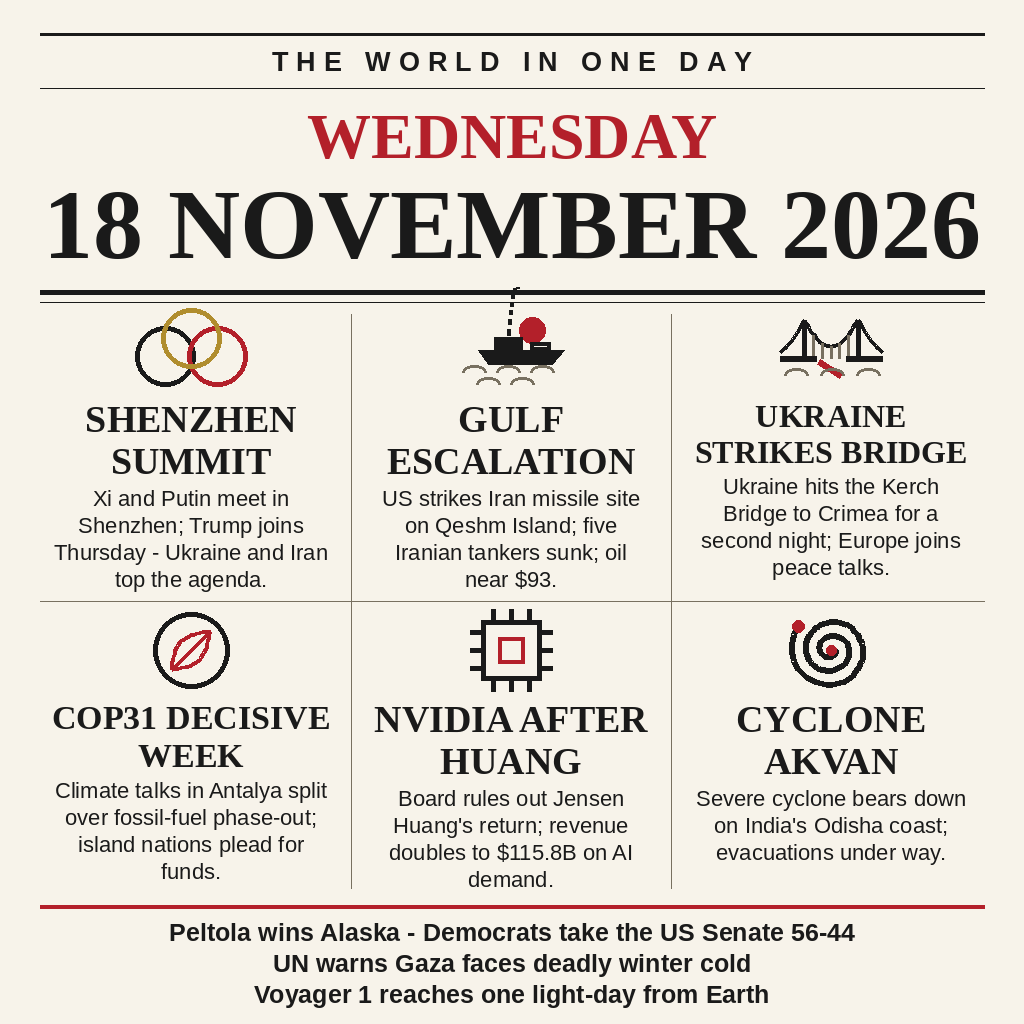 THE WORLD IN ONE DAY
WEDNESDAY
18 NOVEMBER 2026
SHENZHEN
SUMMIT
Xi and Putin meet in
Shenzhen; Trump joins
Thursday - Ukraine and Iran
top the agenda.
GULF
ESCALATION
US strikes Iran missile site
on Qeshm Island; five
Iranian tankers sunk; oil
near $93.
UKRAINE
STRIKES BRIDGE
Ukraine hits the Kerch
Bridge to Crimea for a
second night; Europe joins
peace talks.
COP31 DECISIVE
WEEK
Climate talks in Antalya split
over fossil-fuel phase-out;
island nations plead for
funds.
NVIDIA AFTER
HUANG
Board rules out Jensen
Huang's return; revenue
doubles to $115.8B on AI
demand.
CYCLONE
AKVAN
Severe cyclone bears down
on India's Odisha coast;
evacuations under way.
Peltola wins Alaska - Democrats take the US Senate 56-44
UN warns Gaza faces deadly winter cold
Voyager 1 reaches one light-day from Earth